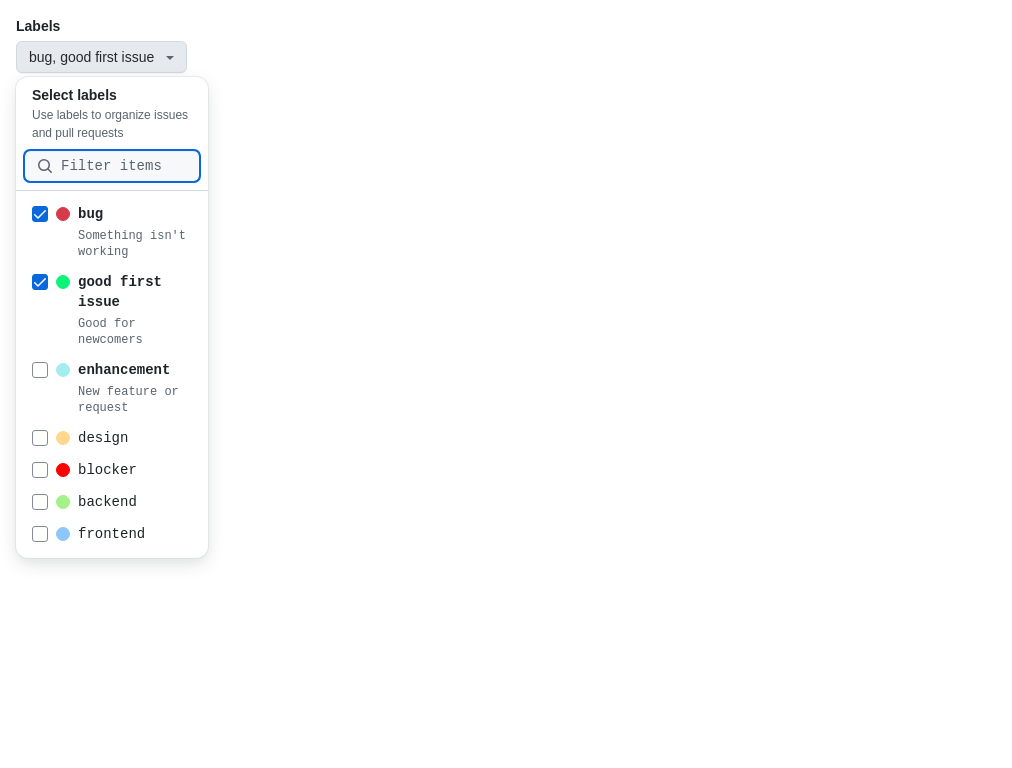 Labels
bug, good first issue
Select labels
Use labels to organize issues
and pull requests
Filter items
bug
Something isn't
working
good first
issue
Good for
newcomers
enhancement
New feature or
request
design
blocker
backend
frontend